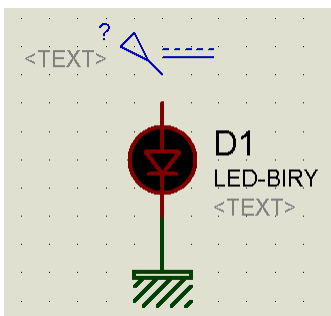 ?
<TEXT>
D1
LED-BIRY
<TEXT>